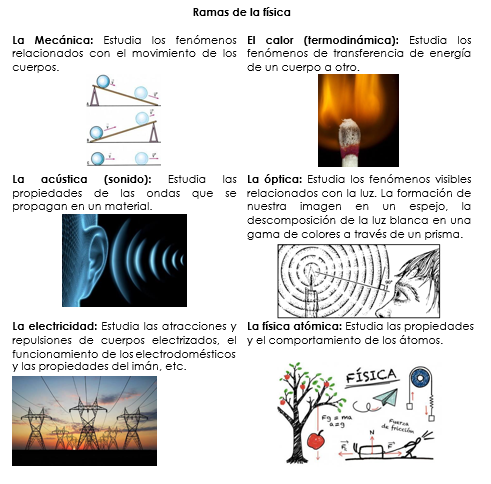 Ramas de la física
La Mecánica: Estudia los fenómenos
relacionados con el movimiento de los
cuerpos.
El calor (termodinámica): Estudia los
fenómenos de transferencia de energía
de un cuerpo a otro.
La acústica (sonido): Estudia las
propiedades de las ondas que se
propagan en un material.
La óptica: Estudia los fenómenos visibles
relacionados con la luz. La formación de
nuestra imagen en un espejo, la
descomposición de la luz blanca en una
gama de colores a través de un prisma.
90°
La electricidad: Estudia las atracciones y
repulsiones de cuerpos electrizados, el
funcionamiento de los electrodomésticos
y las propiedades del imán, etc.
La física atómica: Estudia las propiedades
y el comportamiento de los átomos.
FÍSICA
Fg = ma
a=g
N
Fuerza
de fricción
F